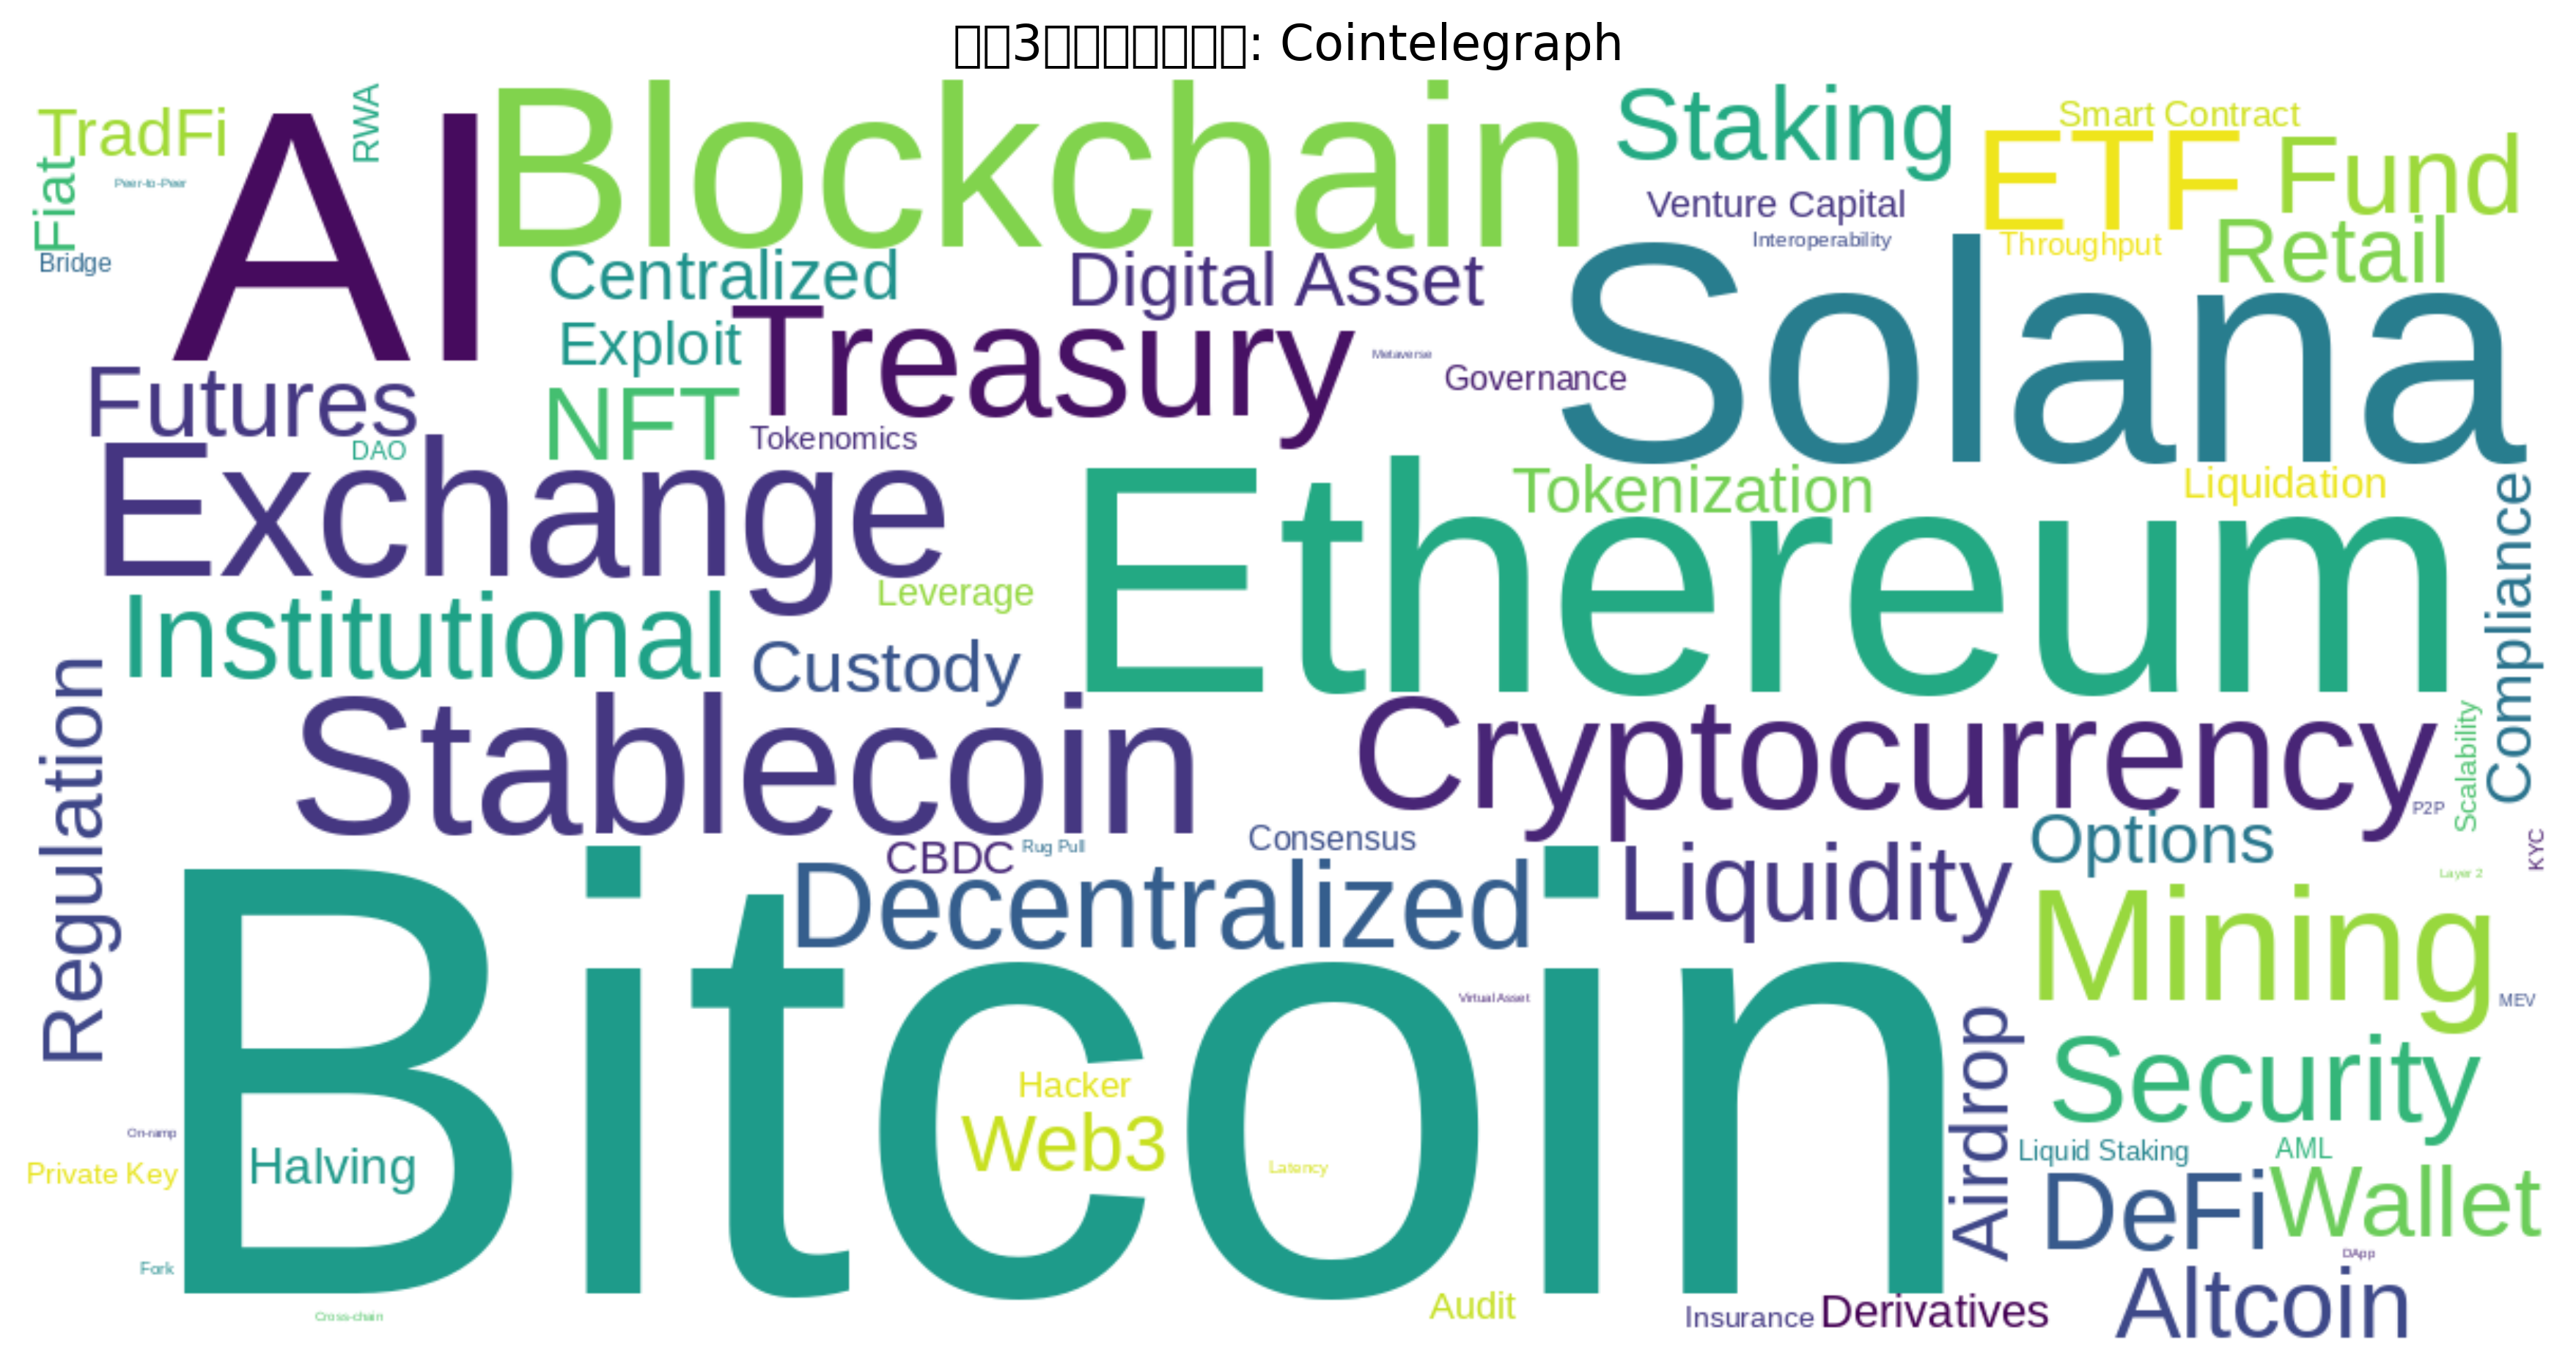 □□3□□□□□□□: Cointelegraph
TradFi
RWA
AI
Blockchain
Staking
Smart Contract
ETF
Fund
Fiat
Peer-to-Peer
Bridge
Venture Capital
Interoperability
Throughput
Retail
Centralized
Digital Asset
Solana
Exploit
Treasury
Metaverse
Governance
Futures
NFT
Tokenomics
DAO
Exchange
Ethereum
Tokenization
Liquidation
Compliance
Leverage
Institutional
Custody
Regulation
Stablecoin
Cryptocurrency
Scalability
P2P
KYC
CBDC
Rug Pull
Consensus
Options
Layer 2
Decentralized
Liquidity
Mining
Bitcoin
Virtual Asset
MEV
Airdrop
Security
Hacker
Web3
Latency
On-ramp
Private Key
Halving
Liquid Staking
AML
DeFi
Wallet
DApp
Fork
Cross-chain
Audit
Insurance
Derivatives
Altcoin